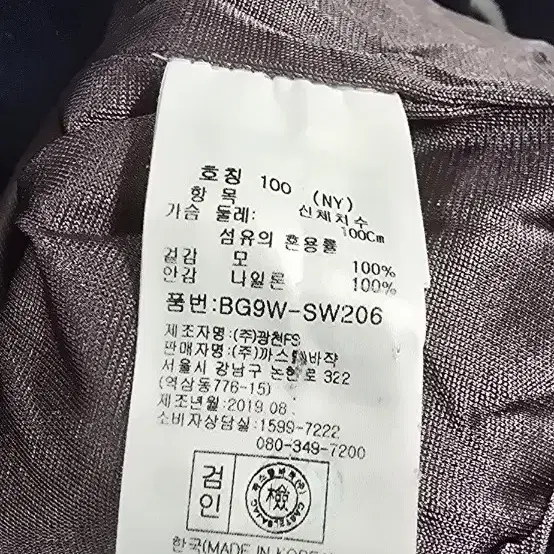 호칭 100 (NY)
항 목 신체치수
가슴 둘레: 100Cm
섬유의 혼용률
겉감 모 100%
안감 나일론 100%
품번:BG9W-SW206
제조자명:(주)광천FS
판매자명:(주)까스텔바작
서울시 강남구 논현로 322
(역삼동776-15)
제조년월:2019 08
소비자상담실:1599-7222
080-349-7200
검
인
檢
CASTELBAJAC
한국(MADE IN KOREA)